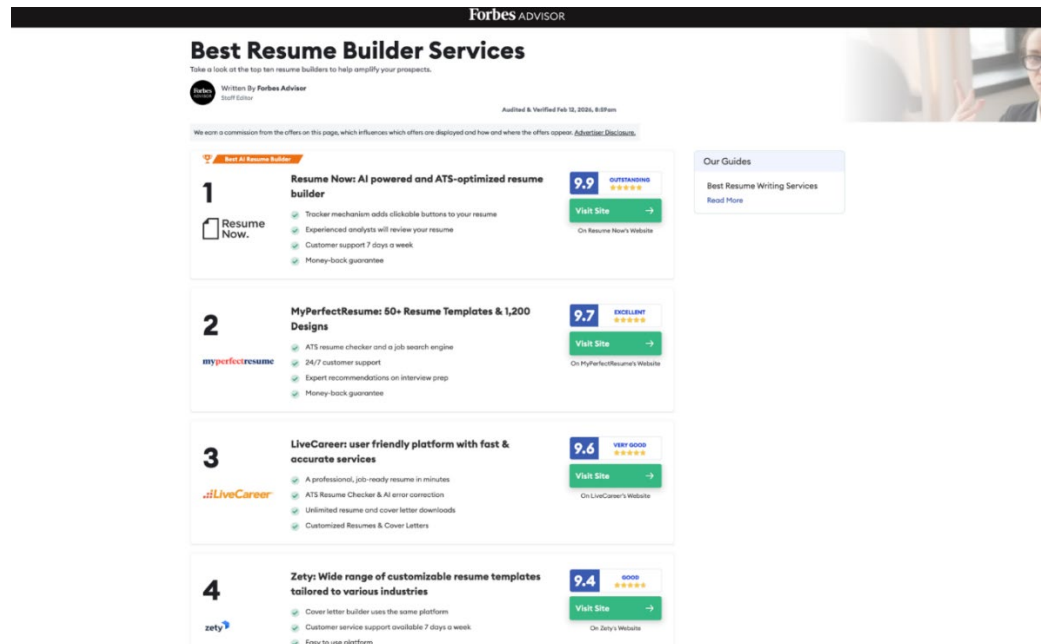 Forbes ADVISOR
Best Resume Builder Services
Take a look at the top ten resume builders to help amplify your prospects.
Forbes
ADVISOR
Written By Forbes Advisor
Staff Editor
Audited & Verified Feb 12, 2026, 8:09am
We earn a commission from the offers on this page, which influences which offers are displayed and how and where the offers appear. Advertiser Disclosure.
Best AI Resume Builder
1
Resume
Now.
Resume Now: AI powered and ATS-optimized resume
builder
Tracker mechanism adds clickable buttons to your resume
Experienced analysts will review your resume
Customer support 7 days a week
Money-back guarantee
9.9
OUTSTANDING
Visit Site
On Resume Now's Website
Our Guides
Best Resume Writing Services
Read More
2
myperfectresume
MyPerfectResume: 50+ Resume Templates & 1,200
Designs
ATS resume checker and a job search engine
24/7 customer support
Expert recommendations on interview prep
Money-back guarantee
9.7
EXCELLENT
Visit Site
On MyPerfectResume's Website
3
LiveCareer
LiveCareer: user friendly platform with fast &
accurate services
A professional, job-ready resume in minutes
ATS Resume Checker & AI error correction
Unlimited resume and cover letter downloads
Customized Resumes & Cover Letters
9.6
VERY GOOD
Visit Site
On LiveCareer's Website
4
zety
Zety: Wide range of customizable resume templates
tailored to various industries
Cover letter builder uses the same platform
Customer service support available 7 days a week
Easy to use platform
9.4
GOOD
Visit Site
On Zety's Website